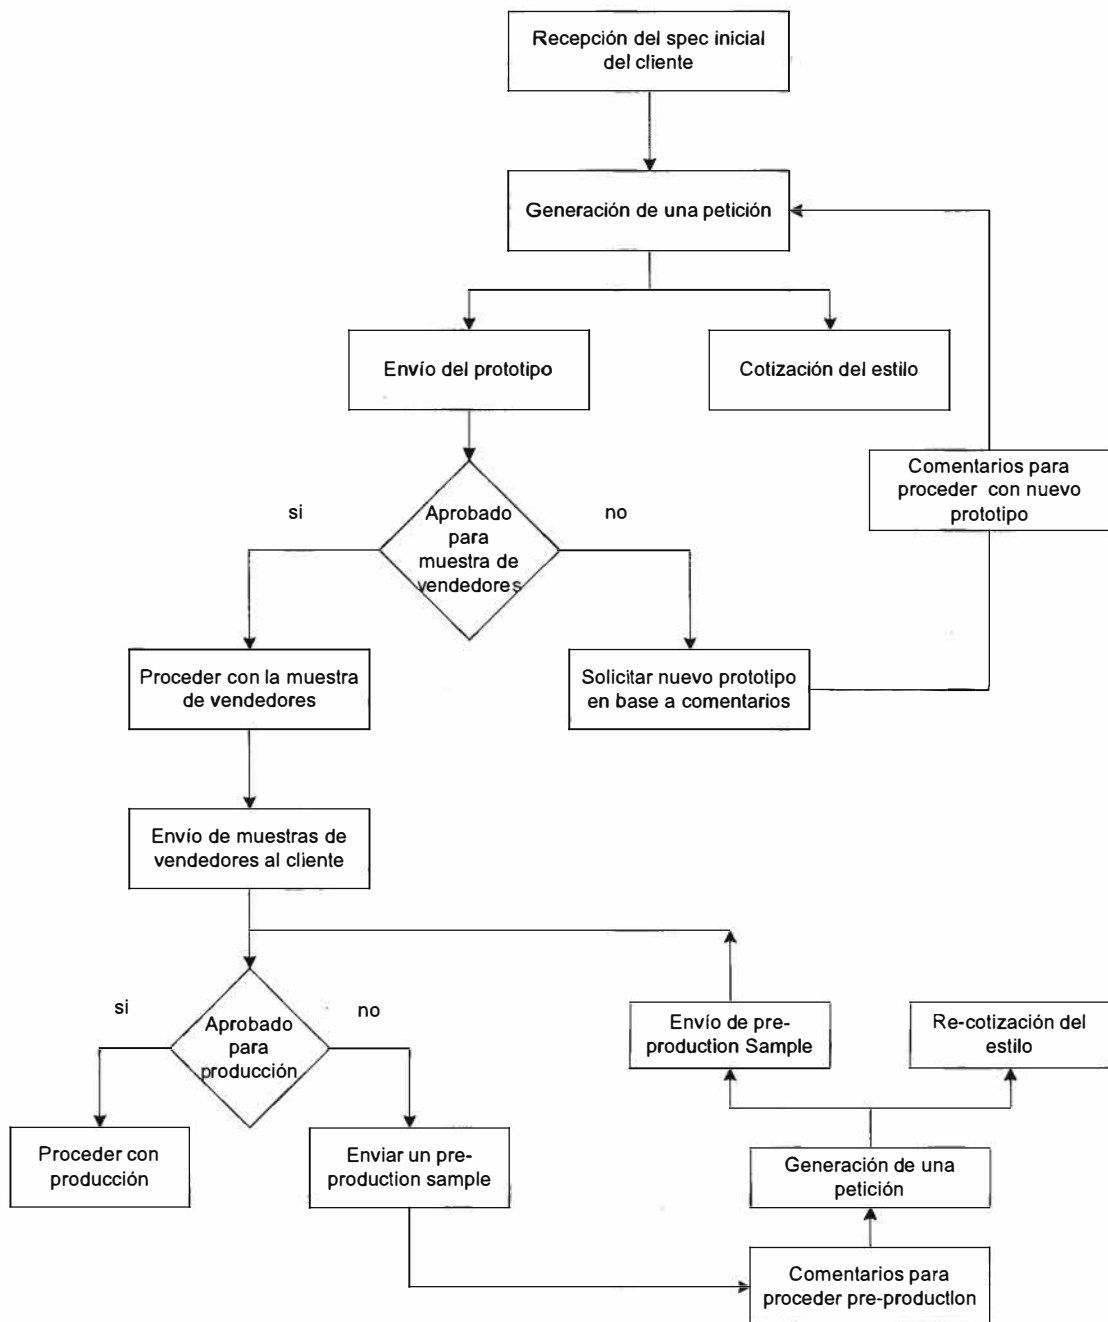 Recepción del spec inicial
del cliente
Generación de una petición
Envío del prototipo
Cotización del estilo
Comentarios para
proceder con nuevo
prototipo
si
Aprobado
para
muestra de
vendedores
no
Proceder con la muestra
de vendedores
Solicitar nuevo prototipo
en base a comentarios
Envío de muestras de
vendedores al cliente
si
Aprobado
para
producción
no
Envío de pre-
production Sample
Re-cotización del
estilo
Proceder con
producción
Enviar un pre-
production sample
Generación de una
petición
Comentarios para
proceder pre-production